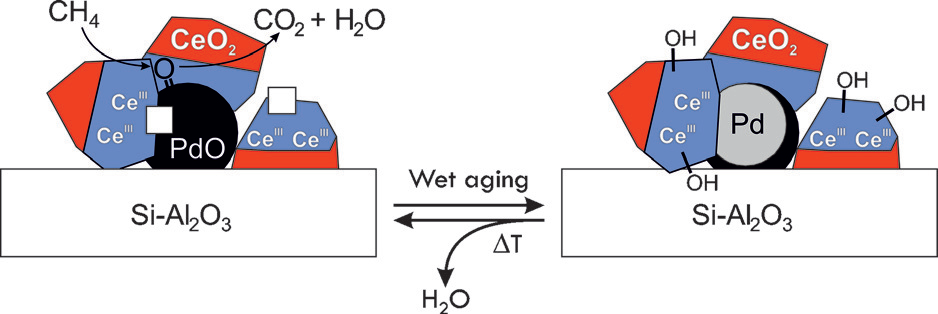 CH₄
CO₂ + H₂O
CeO₂
O
Ceᴵᴵᴵ
Ceᴵᴵᴵ
PdO
Ceᴵᴵᴵ Ceᴵᴵᴵ
Si-Al₂O₃
Wet aging
ΔT
H₂O
OH
CeO₂
Ceᴵᴵᴵ
Ceᴵᴵᴵ
Pd
OH
OH
Ceᴵᴵᴵ Ceᴵᴵᴵ
OH
Si-Al₂O₃